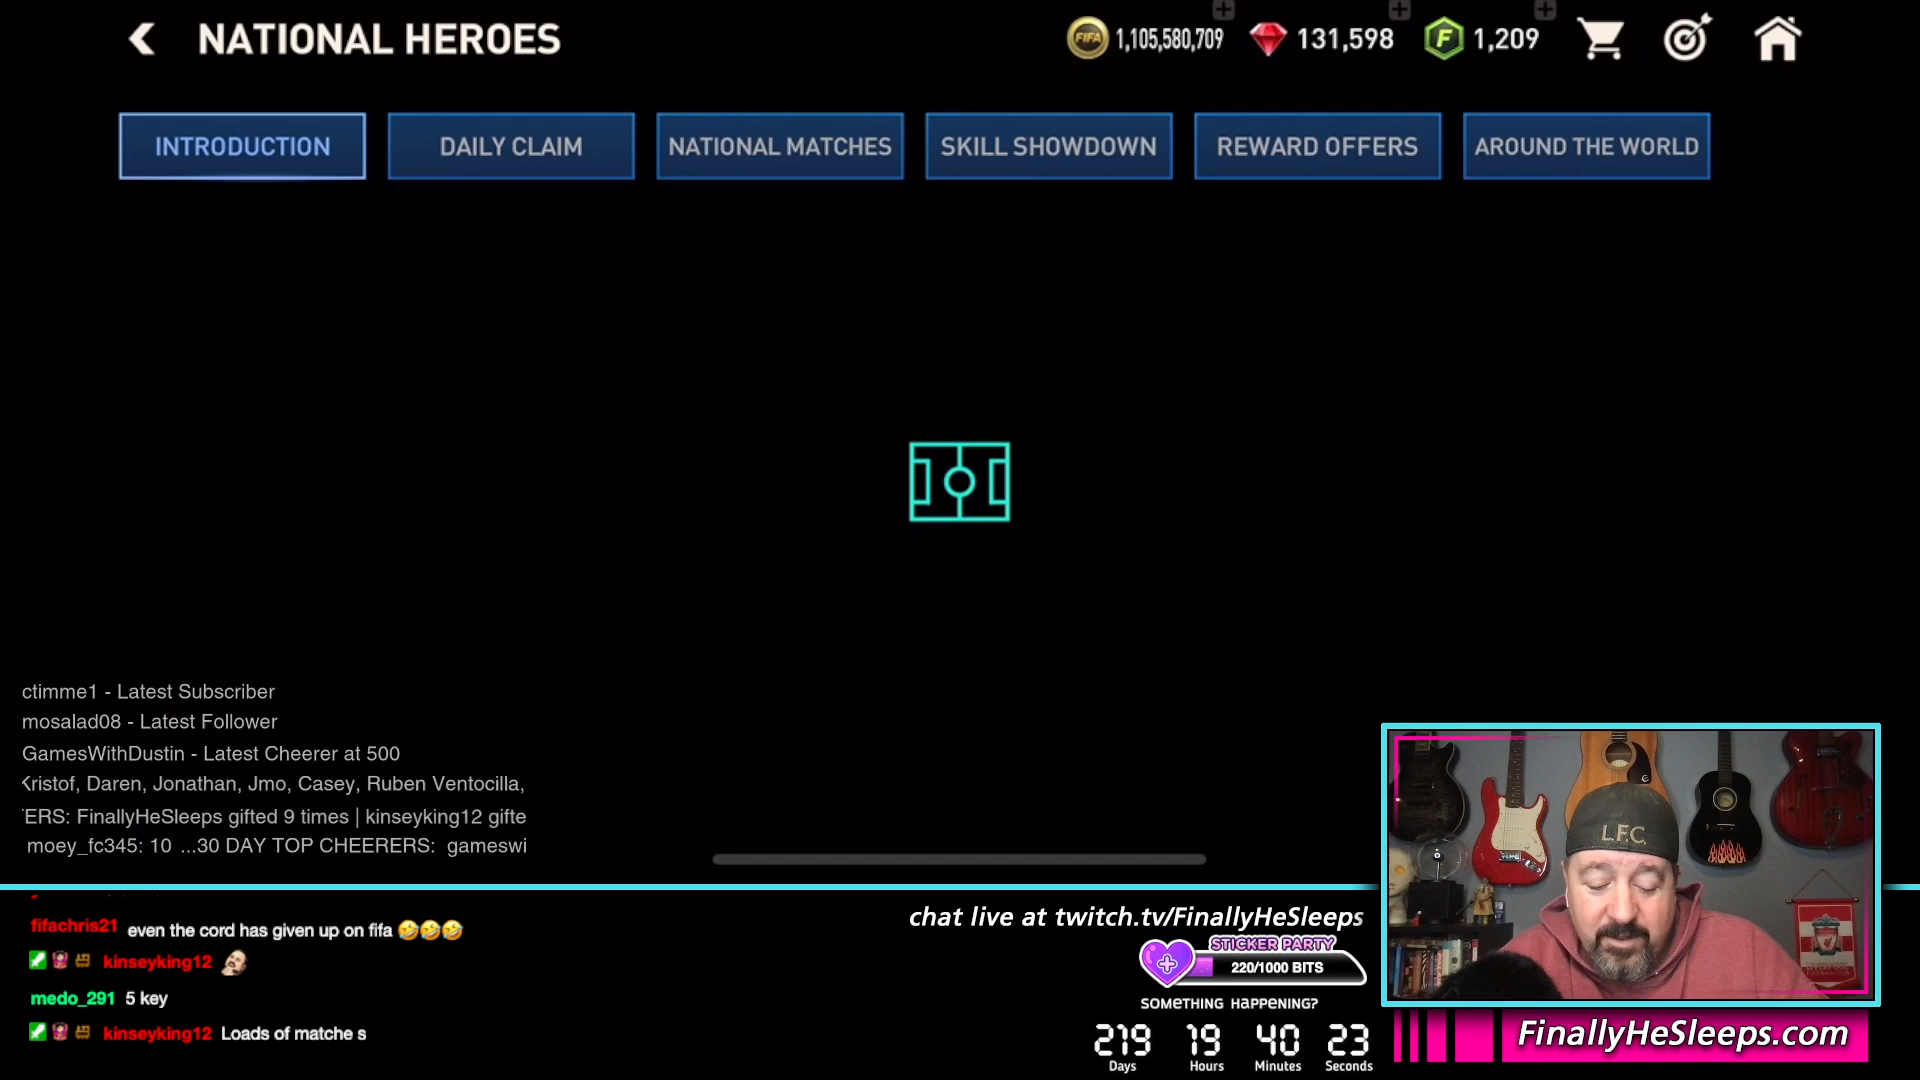 NATIONAL HEROES
FIFA 1,105,580,709 131,598 F 1,209
INTRODUCTION DAILY CLAIM NATIONAL MATCHES SKILL SHOWDOWN REWARD OFFERS AROUND THE WORLD
ctimme1 - Latest Subscriber
mosalad08 - Latest Follower
GamesWithDustin - Latest Cheerer at 500
Kristof, Daren, Jonathan, Jmo, Casey, Ruben Ventocilla,
ERS: FinallyHeSleeps gifted 9 times | kinseyking12 gifte
moey_fc345: 10 ...30 DAY TOP CHEERERS: gameswi
fifachris21 even the cord has given up on fifa 🤣🤣🤣
kinseyking12
medo_291 5 key
kinseyking12 Loads of matche s
chat live at twitch.tv/FinallyHeSleeps
STICKER PARTY
220/1000 BITS
SOMETHING HAPPENING?
219 19 40 23
Days Hours Minutes Seconds
L.F.C.
FinallyHeSleeps.com